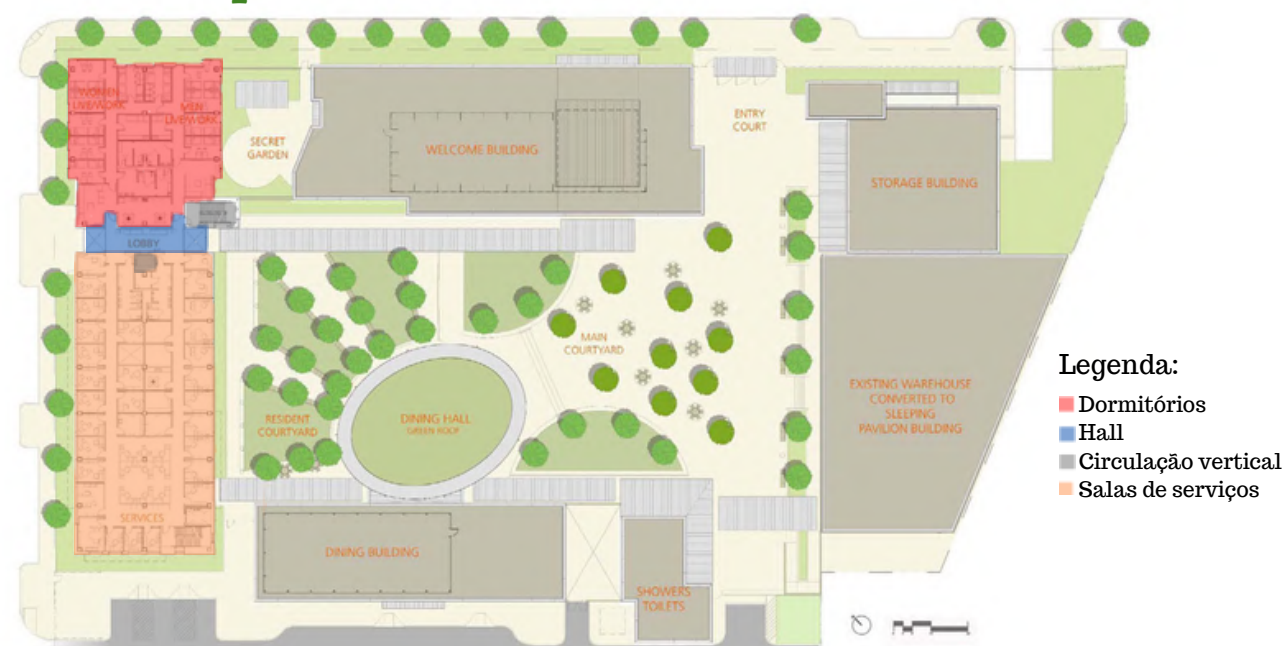 WOMEN
LIVE/WORK
MEN
LIVE/WORK
SECRET
GARDEN
WELCOME BUILDING
ENTRY
COURT
STORAGE BUILDING
LOBBY
MAIN
COURTYARD
RESIDENT
COURTYARD
DINING HALL
GREEN ROOF
EXISTING WAREHOUSE
CONVERTED TO
SLEEPING
PAVILION BUILDING
SERVICES
DINING BUILDING
SHOWERS
TOILETS
Legenda:
Dormitórios
Hall
Circulação vertical
Salas de serviços